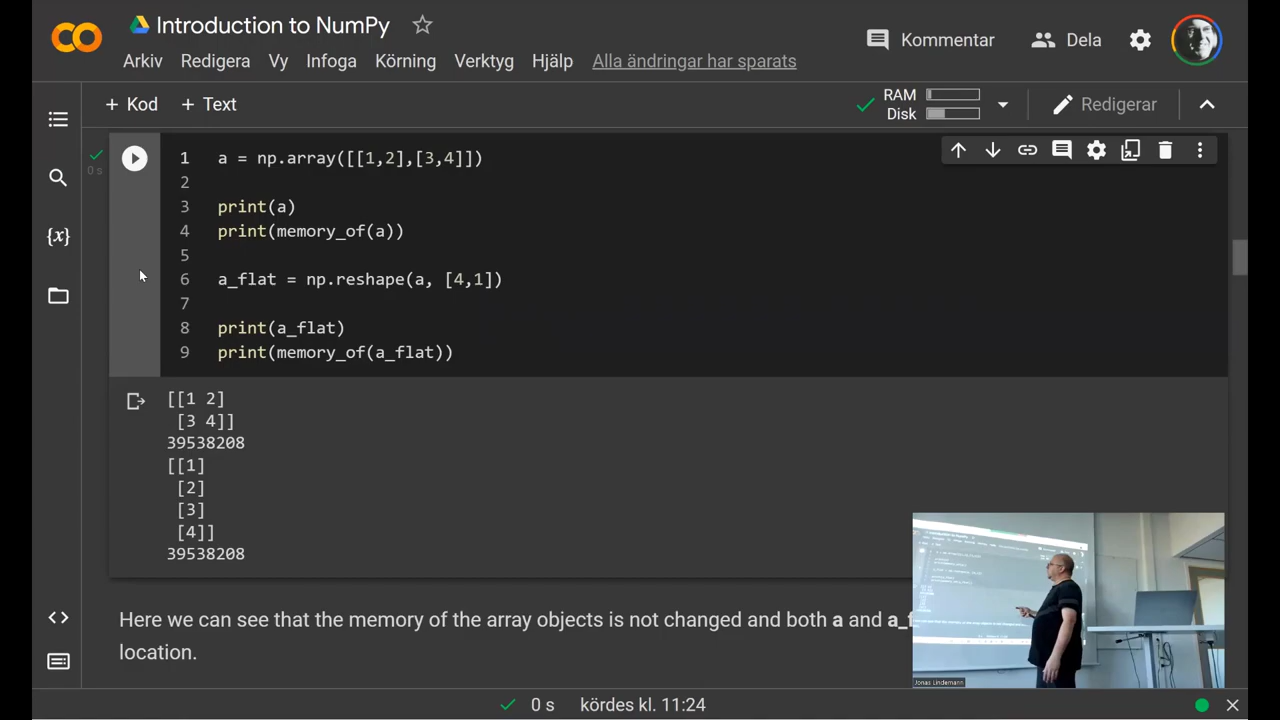 Introduction to NumPy
Arkiv Redigera Vy Infoga Körning Verktyg Hjälp Alla ändringar har sparats
Kommentar Dela
+ Kod + Text
RAM
Disk
Redigerar
0 s
1 a = np.array([[1,2],[3,4]])
2
3 print(a)
4 print(memory_of(a))
5
6 a_flat = np.reshape(a, [4,1])
7
8 print(a_flat)
9 print(memory_of(a_flat))
[[1 2]
[3 4]]
39538208
[[1]
[2]
[3]
[4]]
39538208
Here we can see that the memory of the array objects is not changed and both a and
location.
Jonas Lindemann
0 s kördes kl. 11:24